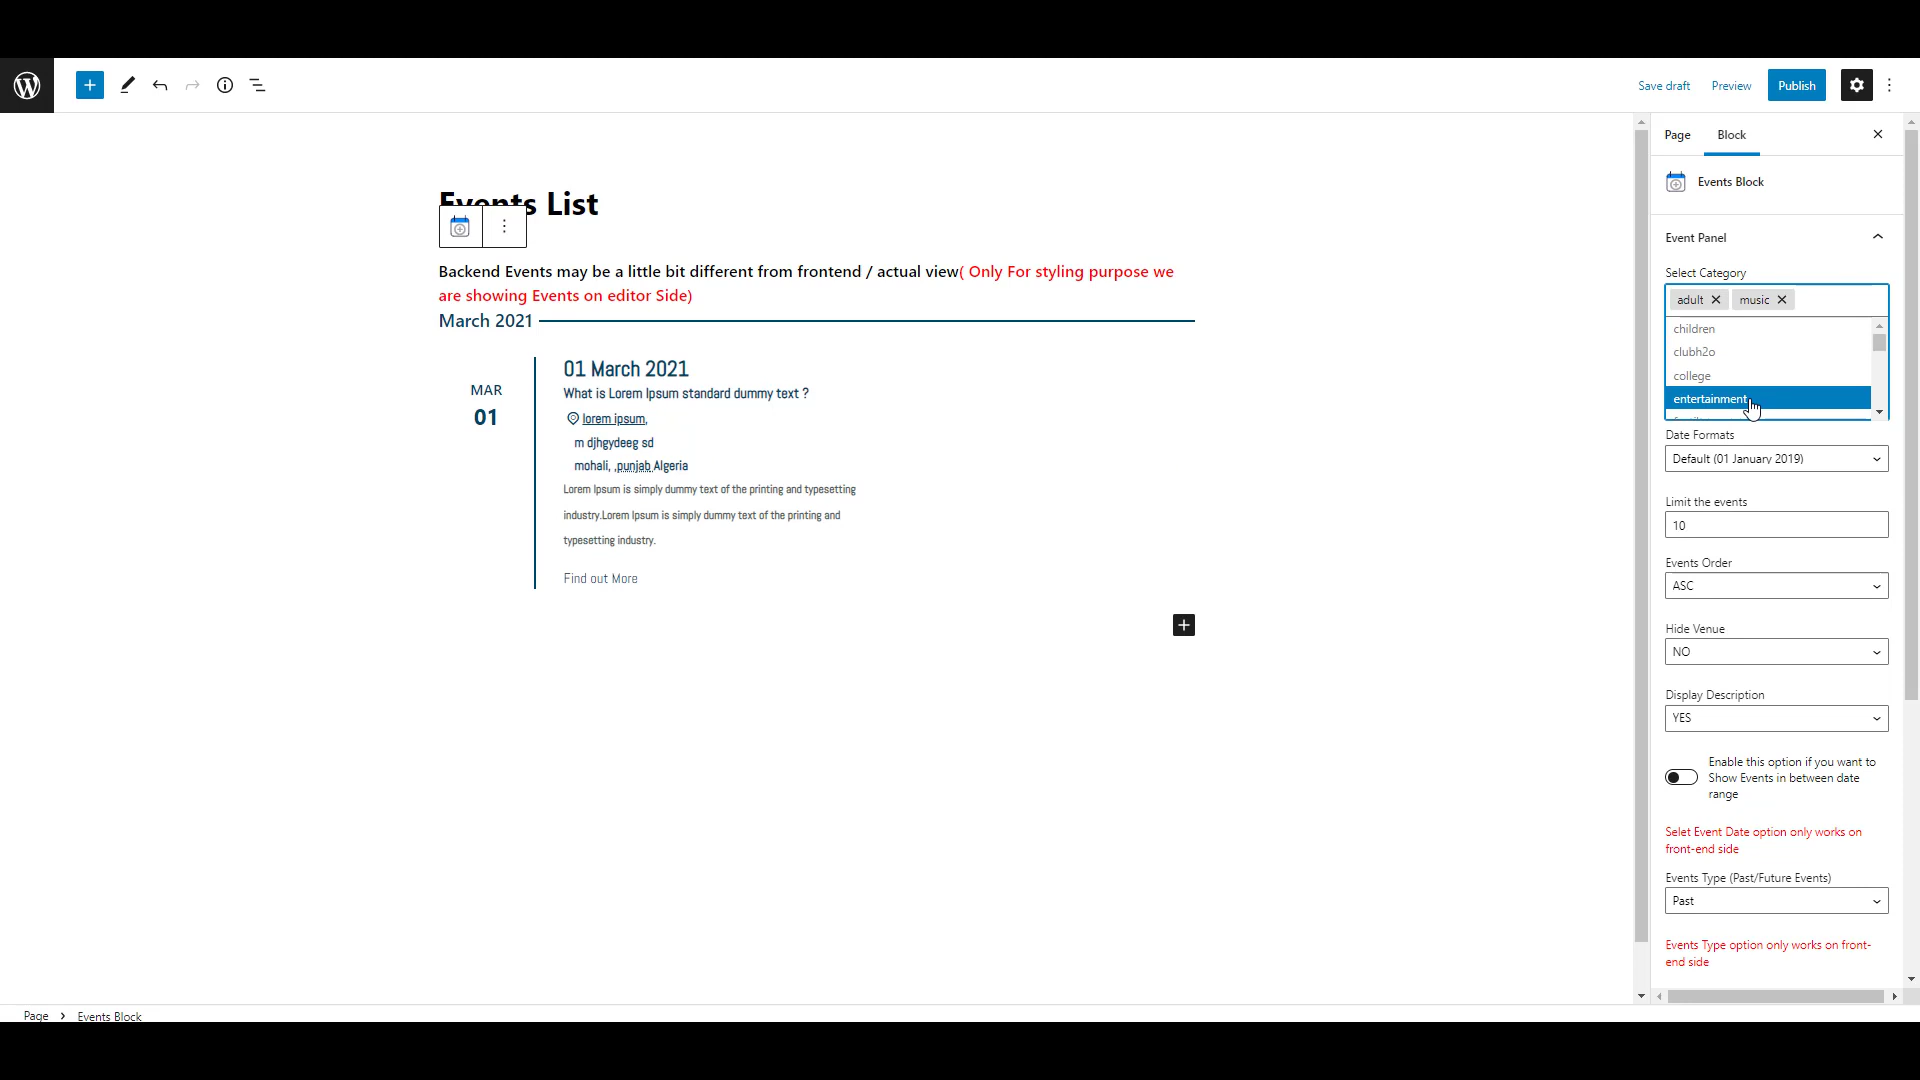 Save draft
Preview
Publish
Page
Block
Events List
Backend Events may be a little bit different from frontend / actual view( Only For styling purpose we
are showing Events on editor Side)
March 2021
MAR
01
01 March 2021
What is Lorem Ipsum standard dummy text ?
lorem ipsum,
m djhgydeeg sd
mohali, ,punjab Algeria
Lorem Ipsum is simply dummy text of the printing and typesetting
industry.Lorem Ipsum is simply dummy text of the printing and
typesetting industry.
Find out More
Events Block
Event Panel
Select Category
adult
music
children
clubh2o
college
entertainment
Date Formats
Default (01 January 2019)
Limit the events
10
Events Order
ASC
Hide Venue
NO
Display Description
YES
Enable this option if you want to
Show Events in between date
range
Selet Event Date option only works on
front-end side
Events Type (Past/Future Events)
Past
Events Type option only works on front-
end side
Page
Events Block